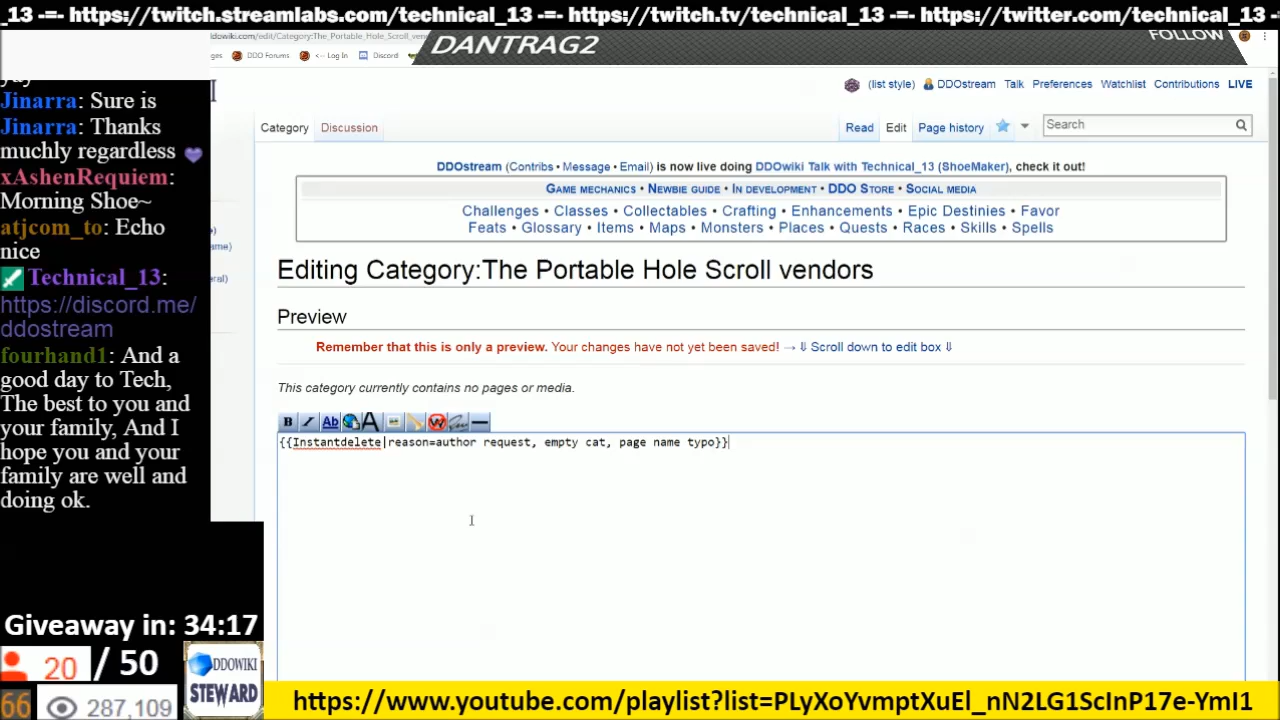 _13 -=- https://twitch.streamlabs.com/technical_13 -=- https://twitch.tv/technical_13 -=- https://twitter.com/technical_13 -=-
ddowiki.com/edit/Category:The_Portable_Hole_Scroll_vendors
DANTRAG2
FOLLOW
DDO Forums
<-- Log In
Discord
yay
Jinarra: Sure is
Jinarra: Thanks
muchly regardless
xAshenRequiem:
Morning Shoe~
atjcom_to: Echo
nice
Technical_13:
https://discord.me/
ddostream
fourhand1: And a
good day to Tech,
The best to you and
your family, And I
hope you and your
family are well and
doing ok.
(list style) DDOstream Talk Preferences Watchlist Contributions LIVE
Category Discussion Read Edit Page history Search
DDOstream (Contribs • Message • Email) is now live doing DDOwiki Talk with Technical_13 (ShoeMaker), check it out!
GAME MECHANICS • NEWBIE GUIDE • IN DEVELOPMENT • DDO STORE • SOCIAL MEDIA
Challenges • Classes • Collectables • Crafting • Enhancements • Epic Destinies • Favor
Feats • Glossary • Items • Maps • Monsters • Places • Quests • Races • Skills • Spells
Editing Category:The Portable Hole Scroll vendors
Preview
Remember that this is only a preview. Your changes have not yet been saved! → ⇓ Scroll down to edit box ⇓
This category currently contains no pages or media.
B I Ab A W
{{Instantdelete|reason=author request, empty cat, page name typo}}
Giveaway in: 34:17
20 / 50
66 287,109
DDOWIKI
STEWARD
https://www.youtube.com/playlist?list=PLyXoYvmptXuEl_nN2LG1ScInP17e-YmI1